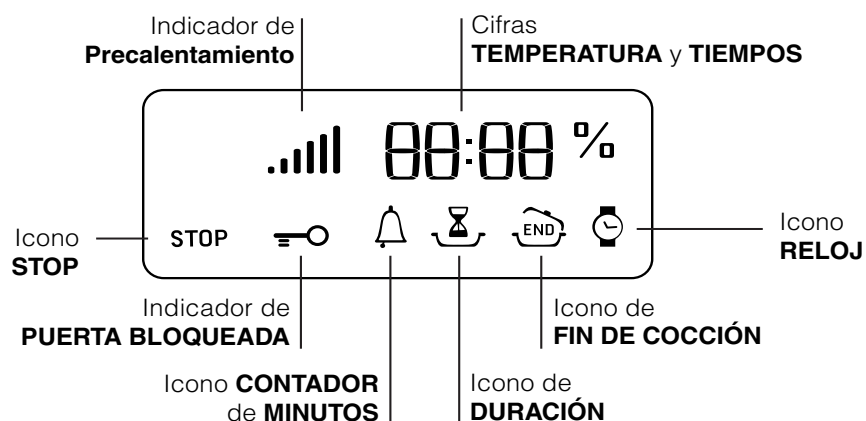 Indicador de
Precalentamiento
Cifras
TEMPERATURA y TIEMPOS
88:88 %
STOP
END
Icono
STOP
Icono
RELOJ
Indicador de
PUERTA BLOQUEADA
Icono de
FIN DE COCCIÓN
Icono CONTADOR
de MINUTOS
Icono de
DURACIÓN